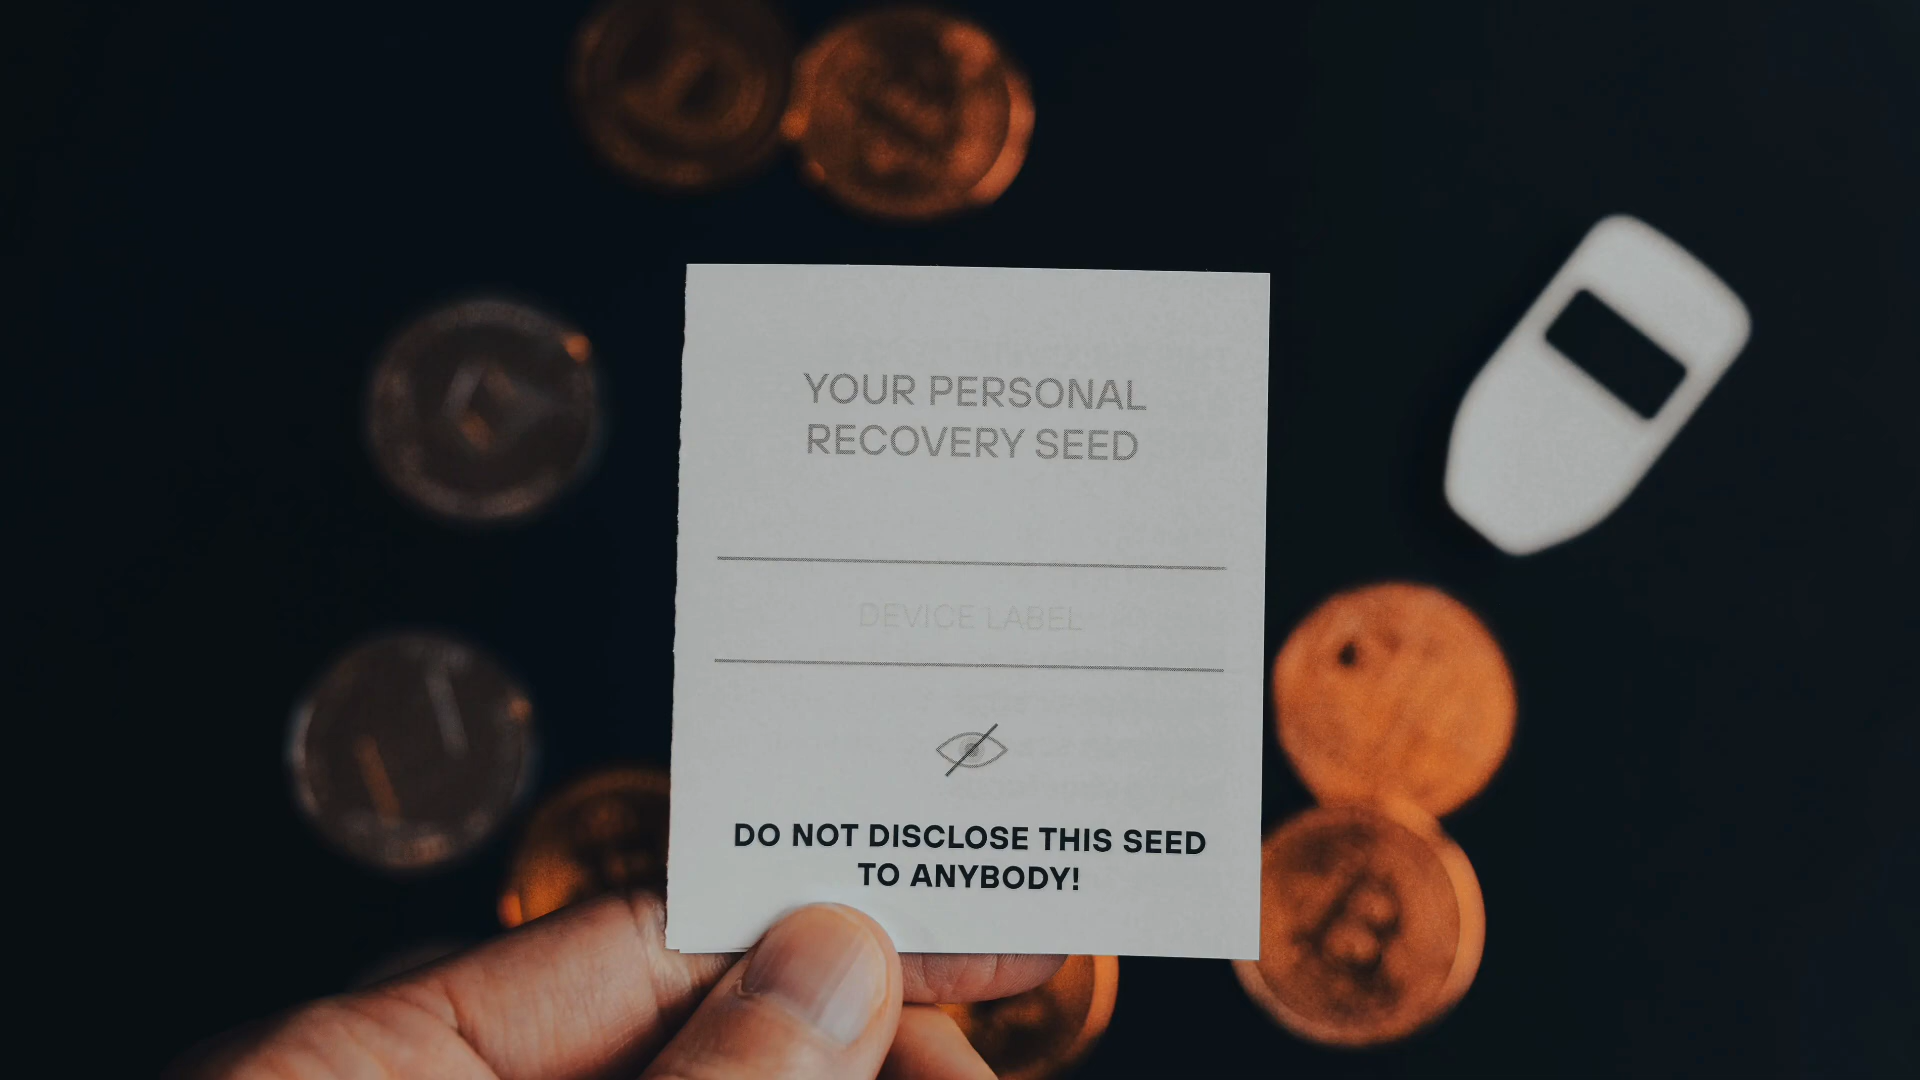 YOUR PERSONAL
RECOVERY SEED
DEVICE LABEL
DO NOT DISCLOSE THIS SEED
TO ANYBODY!